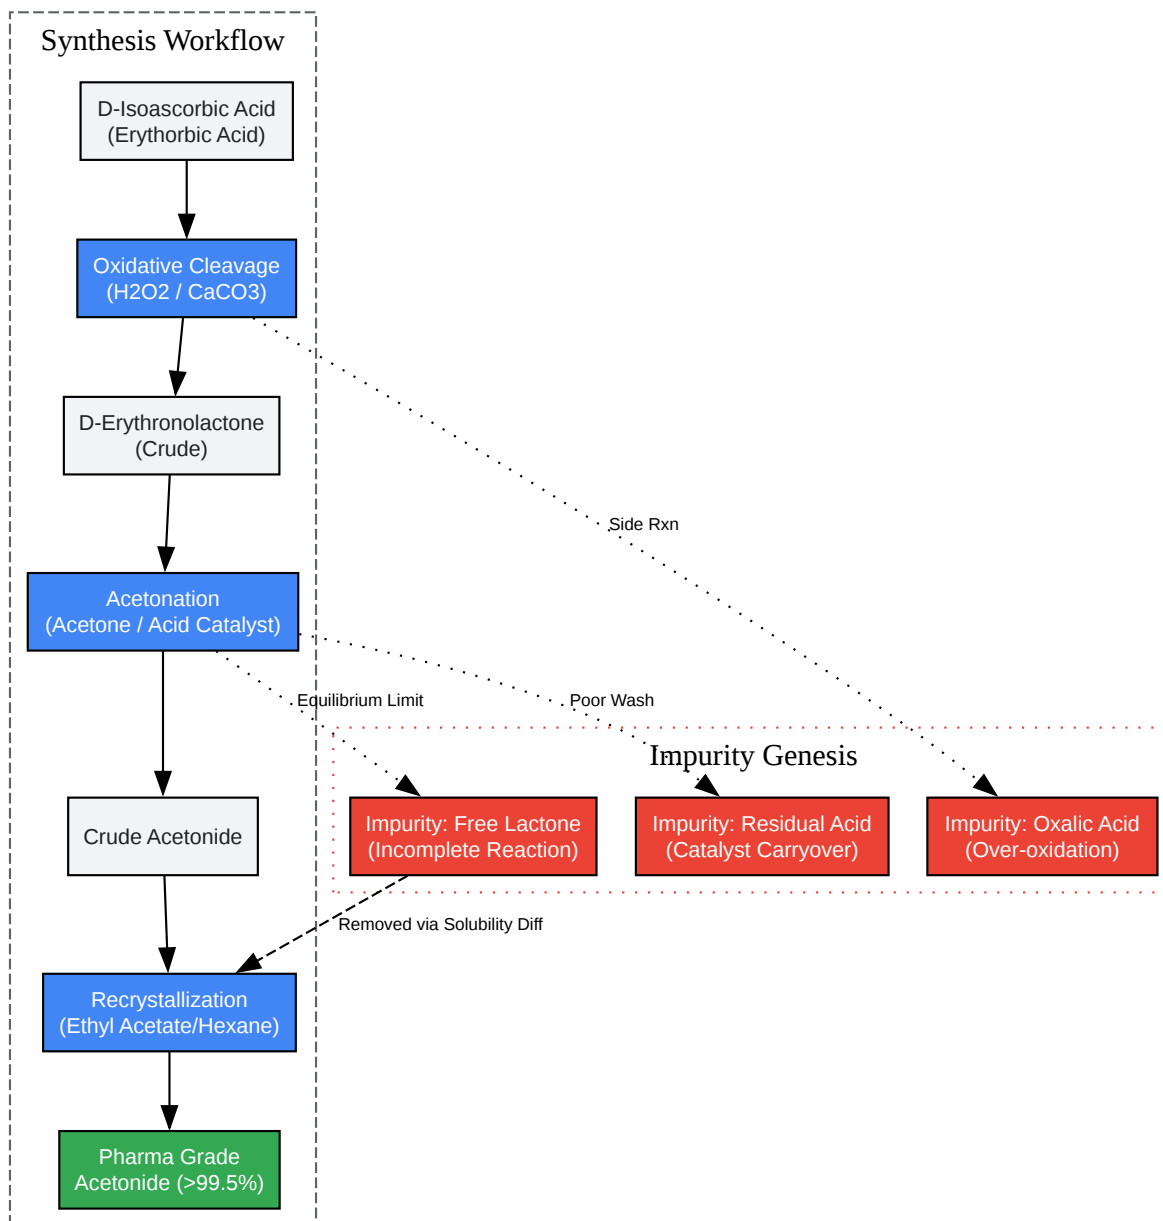 Synthesis Workflow
D-Isoascorbic Acid
(Erythorbic Acid)
Oxidative Cleavage
(H2O2 / CaCO3)
D-Erythronolactone
(Crude)
Side Rxn
Acetonation
(Acetone / Acid Catalyst)
Equilibrium Limit
Poor Wash
Impurity Genesis
Crude Acetonide
Impurity: Free Lactone
(Incomplete Reaction)
Impurity: Residual Acid
(Catalyst Carryover)
Impurity: Oxalic Acid
(Over-oxidation)
Removed via Solubility Diff
Recrystallization
(Ethyl Acetate/Hexane)
Pharma Grade
Acetonide (>99.5%)